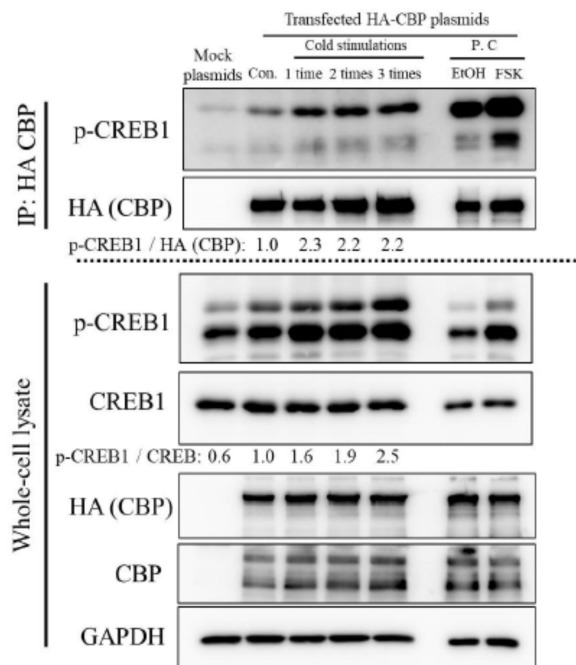 Transfected HA-CBP plasmids
Mock plasmids
Cold stimulations
P. C
Con. 1 time 2 times 3 times EtOH FSK
IP: HA CBP
p-CREB1
HA (CBP)
p-CREB1 / HA (CBP): 1.0 2.3 2.2 2.2
Whole-cell lysate
p-CREB1
CREB1
p-CREB1 / CREB: 0.6 1.0 1.6 1.9 2.5
HA (CBP)
CBP
GAPDH